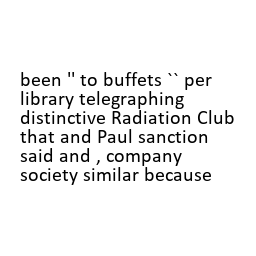 been " to buffets `` per
library telegraphing
distinctive Radiation Club
that and Paul sanction
said and , company
society similar because